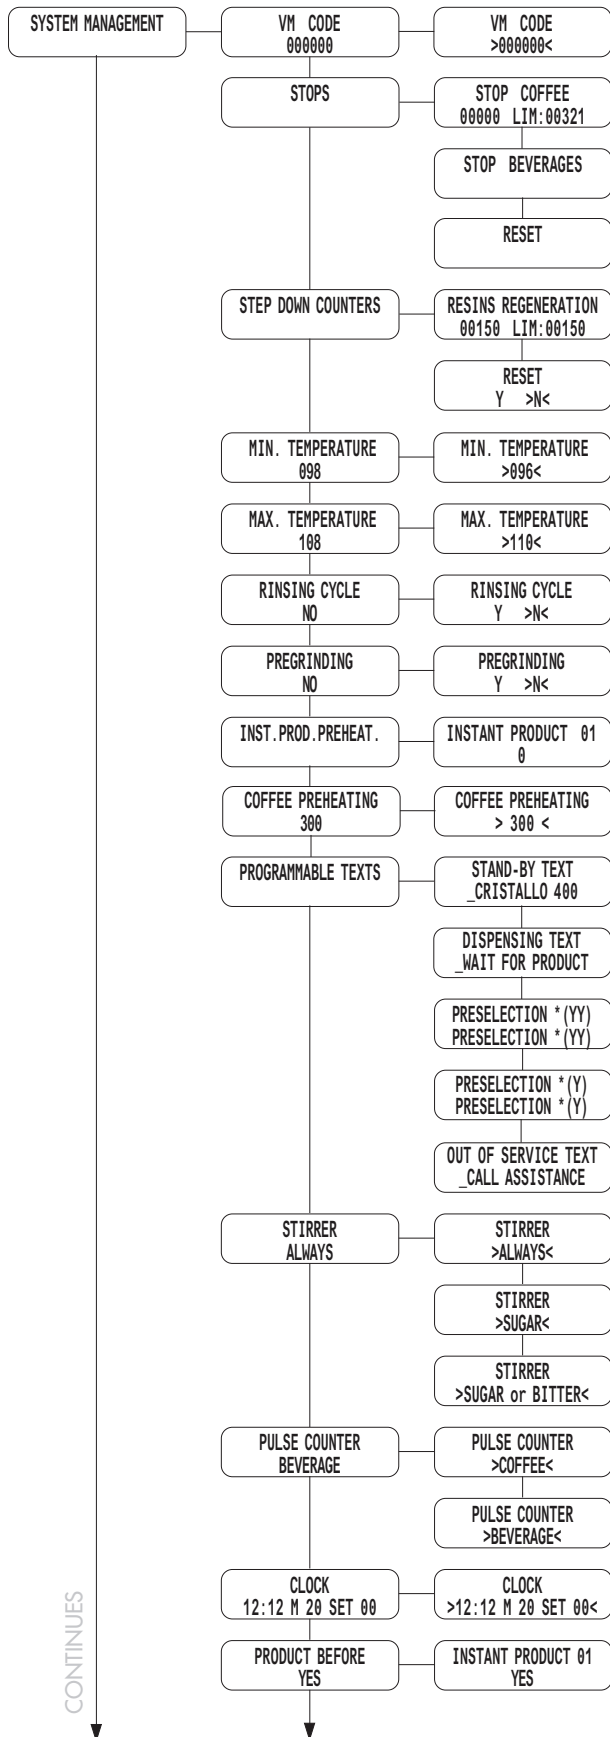 SYSTEM MANAGEMENT
VM CODE
000000
VM CODE
>000000<
STOPS
STOP COFFEE
00000 LIM:00321
STOP BEVERAGES
RESET
STEP DOWN COUNTERS
RESINS REGENERATION
00150 LIM:00150
RESET
Y >N<
MIN. TEMPERATURE
098
MIN. TEMPERATURE
>096<
MAX. TEMPERATURE
108
MAX. TEMPERATURE
>110<
RINSING CYCLE
NO
RINSING CYCLE
Y >N<
PREGRINDING
NO
PREGRINDING
Y >N<
INST.PROD.PREHEAT.
INSTANT PRODUCT 01
0
COFFEE PREHEATING
300
COFFEE PREHEATING
> 300 <
PROGRAMMABLE TEXTS
STAND-BY TEXT
_CRISTALLO 400
DISPENSING TEXT
_WAIT FOR PRODUCT
PRESELECTION *(YY)
PRESELECTION *(YY)
PRESELECTION *(Y)
PRESELECTION *(Y)
OUT OF SERVICE TEXT
_CALL ASSISTANCE
STIRRER
ALWAYS
STIRRER
>ALWAYS<
STIRRER
>SUGAR<
STIRRER
>SUGAR or BITTER<
PULSE COUNTER
BEVERAGE
PULSE COUNTER
>COFFEE<
PULSE COUNTER
>BEVERAGE<
CLOCK
12:12 M 20 SET 00
CLOCK
>12:12 M 20 SET 00<
PRODUCT BEFORE
YES
INSTANT PRODUCT 01
YES
CONTINUES